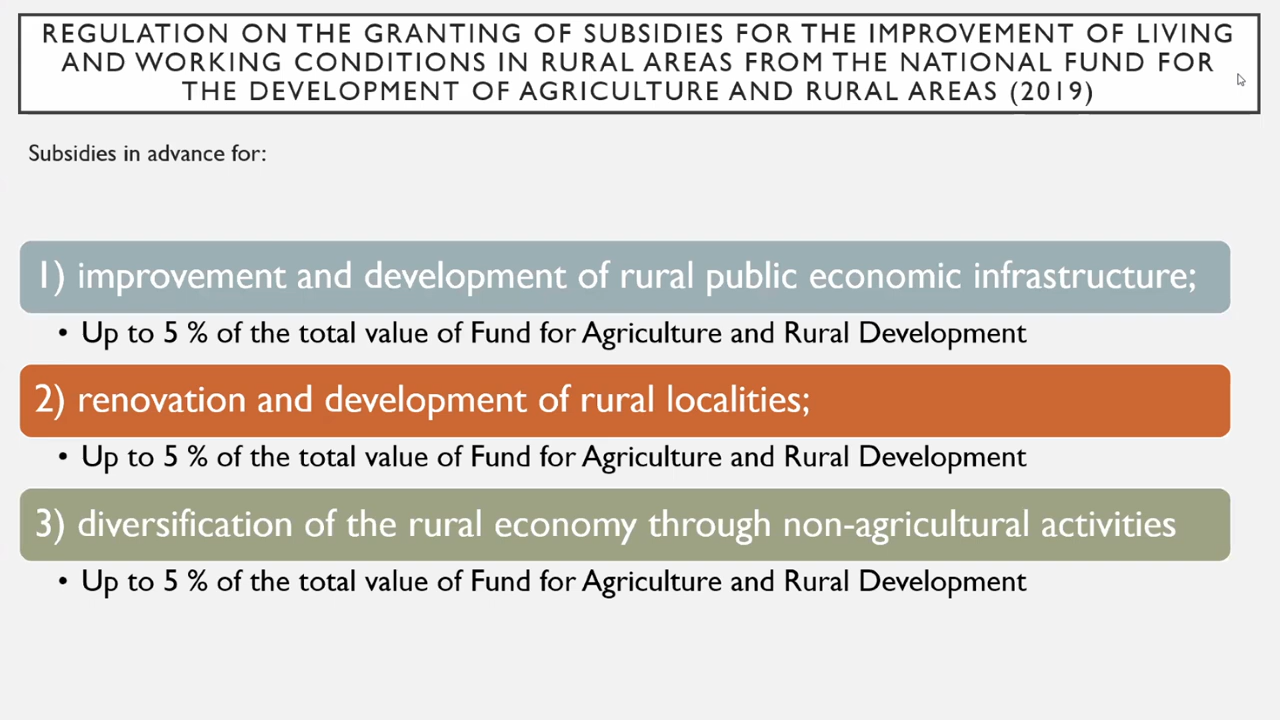 REGULATION ON THE GRANTING OF SUBSIDIES FOR THE IMPROVEMENT OF LIVING
AND WORKING CONDITIONS IN RURAL AREAS FROM THE NATIONAL FUND FOR
THE DEVELOPMENT OF AGRICULTURE AND RURAL AREAS (2019)
Subsidies in advance for:
1) improvement and development of rural public economic infrastructure;
• Up to 5 % of the total value of Fund for Agriculture and Rural Development
2) renovation and development of rural localities;
• Up to 5 % of the total value of Fund for Agriculture and Rural Development
3) diversification of the rural economy through non-agricultural activities
• Up to 5 % of the total value of Fund for Agriculture and Rural Development